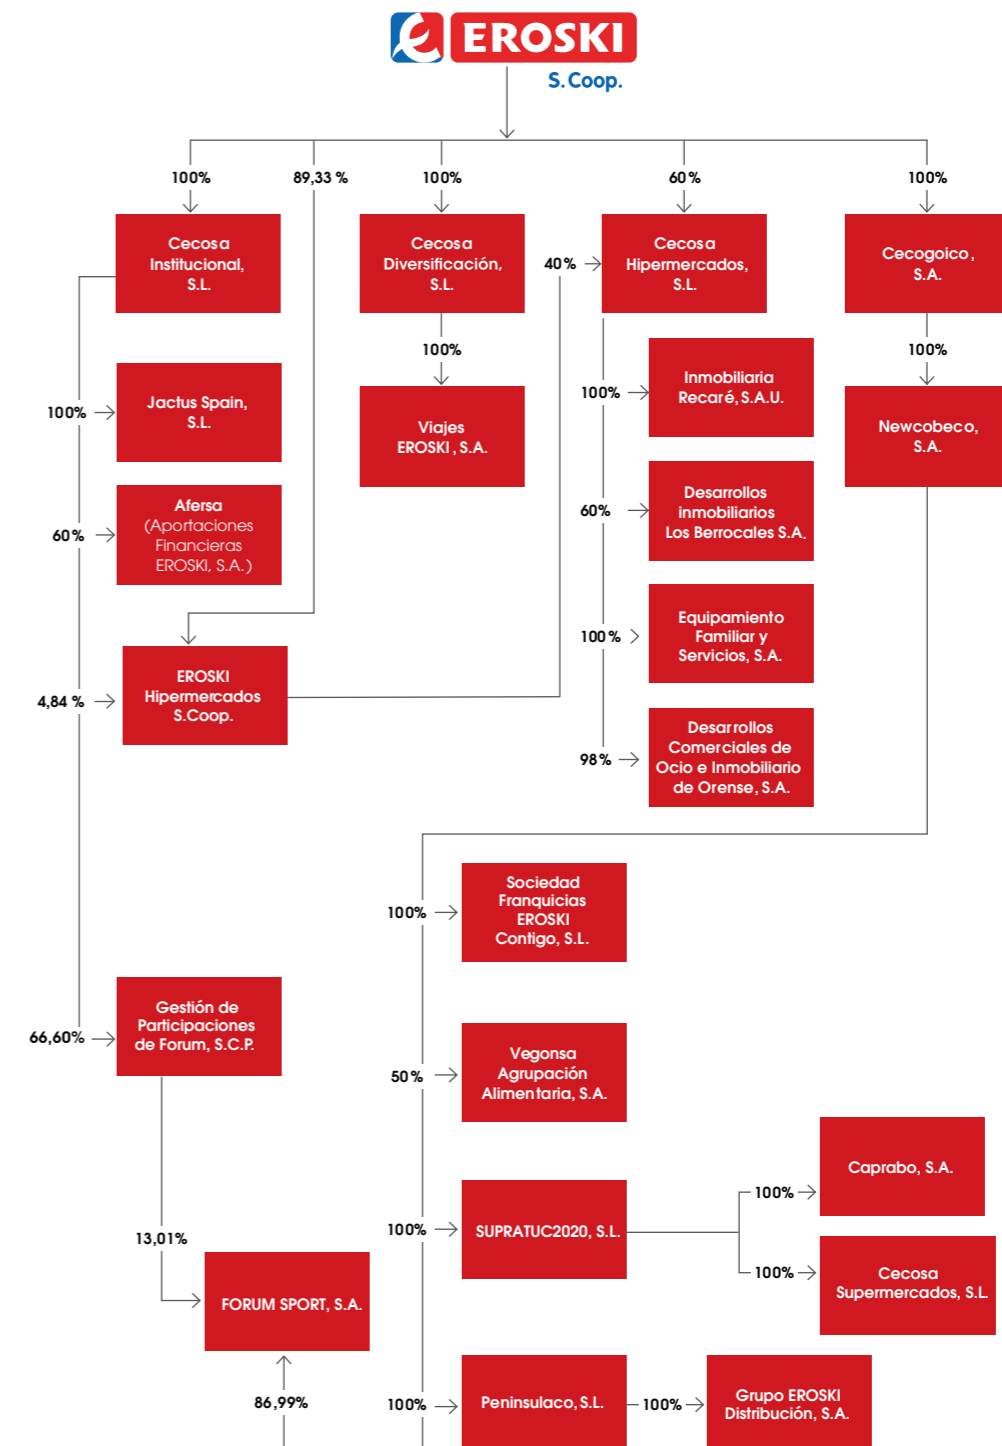 EROSKI
S. Coop.
100%
89,33 %
100%
60%
100%
Cecosa
Institucional,
S.L.
Cecosa
Diversificación,
S.L.
40%
Cecosa
Hipermercados,
S.L.
Cecogoico,
S.A.
100%
100%
100%
Jactus Spain,
S.L.
Viajes
EROSKI, S.A.
100%
Inmobiliaria
Recaré, S.A.U.
Newcobeco,
S.A.
60%
Afersa
(Aportaciones
Financieras
EROSKI, S.A.)
60%
Desarrollos
inmobiliarios
Los Berrocales S.A.
100%
Equipamiento
Familiar y
Servicios, S.A.
4,84 %
EROSKI
Hipermercados
S.Coop.
98%
Desarrollos
Comerciales de
Ocio e Inmobiliario
de Orense, S.A.
100%
Sociedad
Franquicias
EROSKI
Contigo, S.L.
66,60%
Gestión de
Participaciones
de Forum, S.C.P.
50%
Vegonsa
Agrupación
Alimentaria, S.A.
100%
Caprabo, S.A.
13,01%
100%
SUPRATUC2020, S.L.
100%
Cecosa
Supermercados, S.L.
FORUM SPORT, S.A.
86,99%
100%
Peninsulaco, S.L.
100%
Grupo EROSKI
Distribución, S.A.